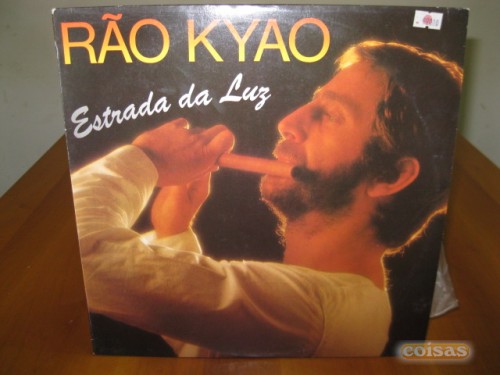 RÃO KYAO
Estrada da Luz
coisas